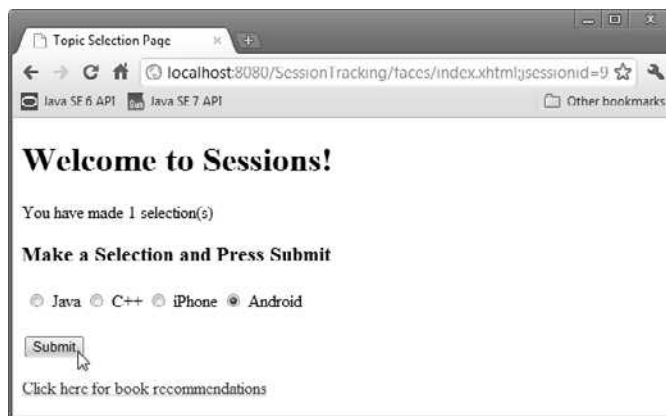 Topic Selection Page
localhost:8080/SessionTracking/faces/index.xhtml;jsessionid=9
Java SE 6 API Java SE 7 API Other bookmarks
Welcome to Sessions!
You have made 1 selection(s)
Make a Selection and Press Submit
Java C++ iPhone Android
Submit
Click here for book recommendations